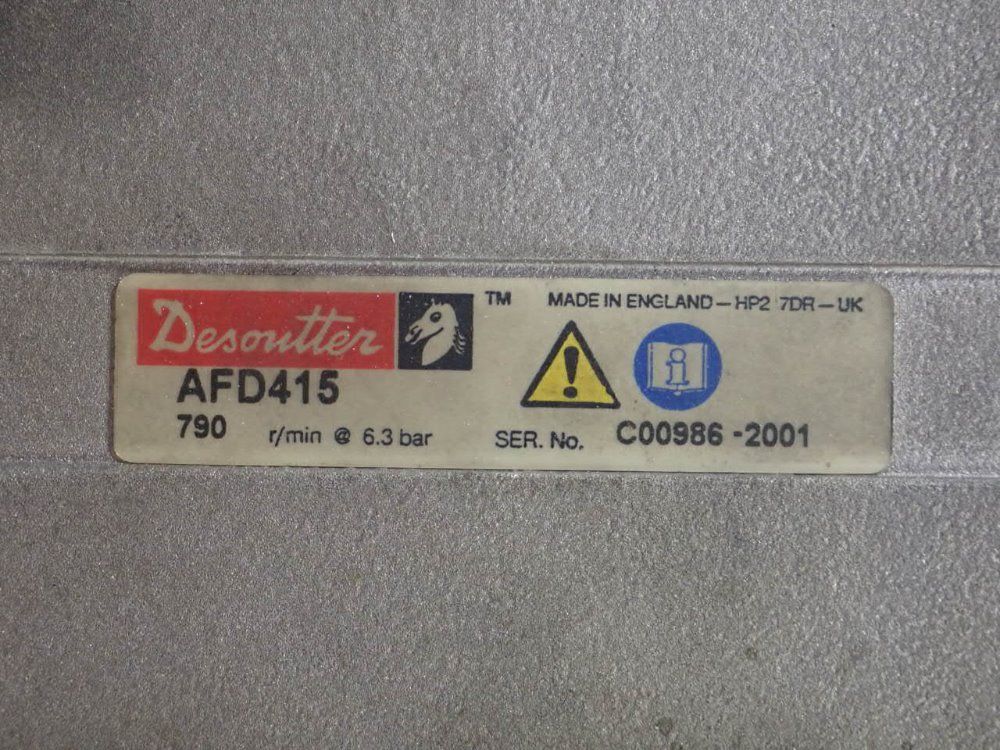 Desoutter ™ MADE IN ENGLAND – HP2 7DR – UK
AFD415
790 r/min @ 6.3 bar
SER. No. C00986 -2001